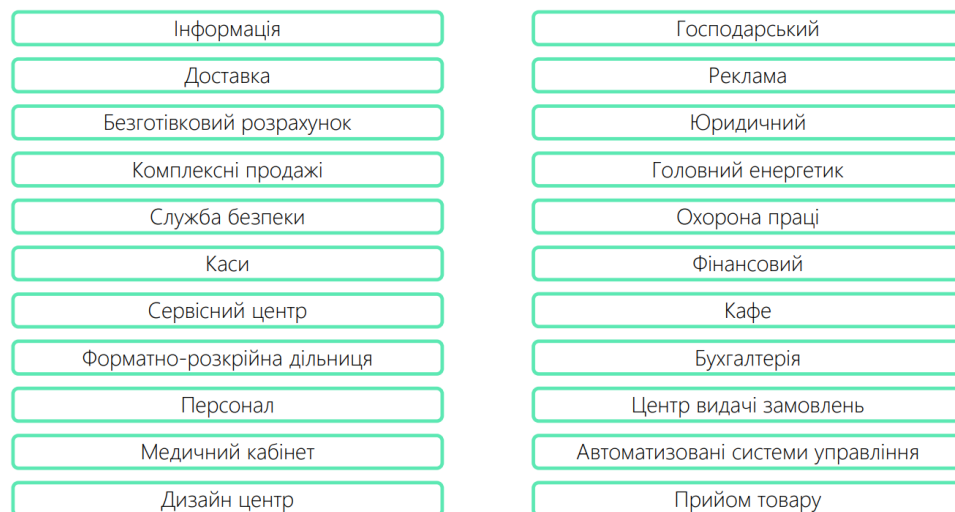 Інформація
Доставка
Безготівковий розрахунок
Комплексні продажі
Служба безпеки
Каси
Сервісний центр
Форматно-розкрійна дільниця
Персонал
Медичний кабінет
Дизайн центр
Господарський
Реклама
Юридичний
Головний енергетик
Охорона праці
Фінансовий
Кафе
Бухгалтерія
Центр видачі замовлень
Автоматизовані системи управління
Прийом товару